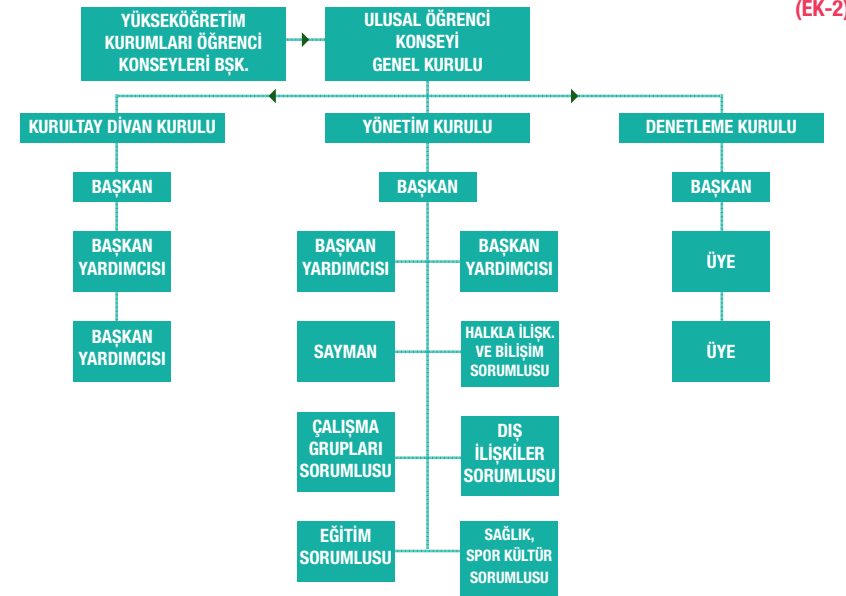 (EK-2)
YÜKSEKÖĞRETİM
KURUMLARI ÖĞRENCİ
KONSEYLERİ BŞK.
ULUSAL ÖĞRENCİ
KONSEYİ
GENEL KURULU
KURULTAY DİVAN KURULU
YÖNETİM KURULU
DENETLEME KURULU
BAŞKAN
BAŞKAN
BAŞKAN
BAŞKAN
YARDIMCISI
BAŞKAN
YARDIMCISI
BAŞKAN
YARDIMCISI
ÜYE
BAŞKAN
YARDIMCISI
SAYMAN
HALKLA İLİŞK.
VE BİLİŞİM
SORUMLUSU
ÜYE
ÇALIŞMA
GRUPLARI
SORUMLUSU
DIŞ
İLİŞKİLER
SORUMLUSU
EĞİTİM
SORUMLUSU
SAĞLIK,
SPOR KÜLTÜR
SORUMLUSU